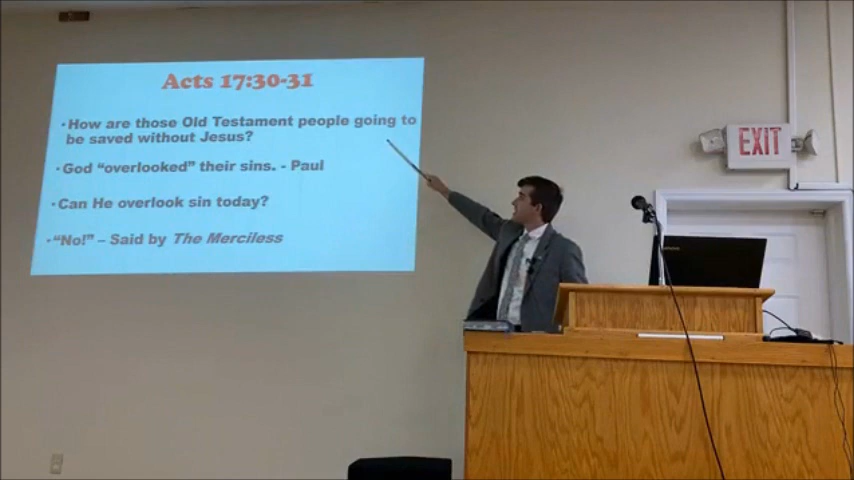 Acts 17:30-31
•How are those Old Testament people going to
be saved without Jesus?
•God “overlooked” their sins. - Paul
•Can He overlook sin today?
•“No!” – Said by The Merciless
EXIT
lenovo